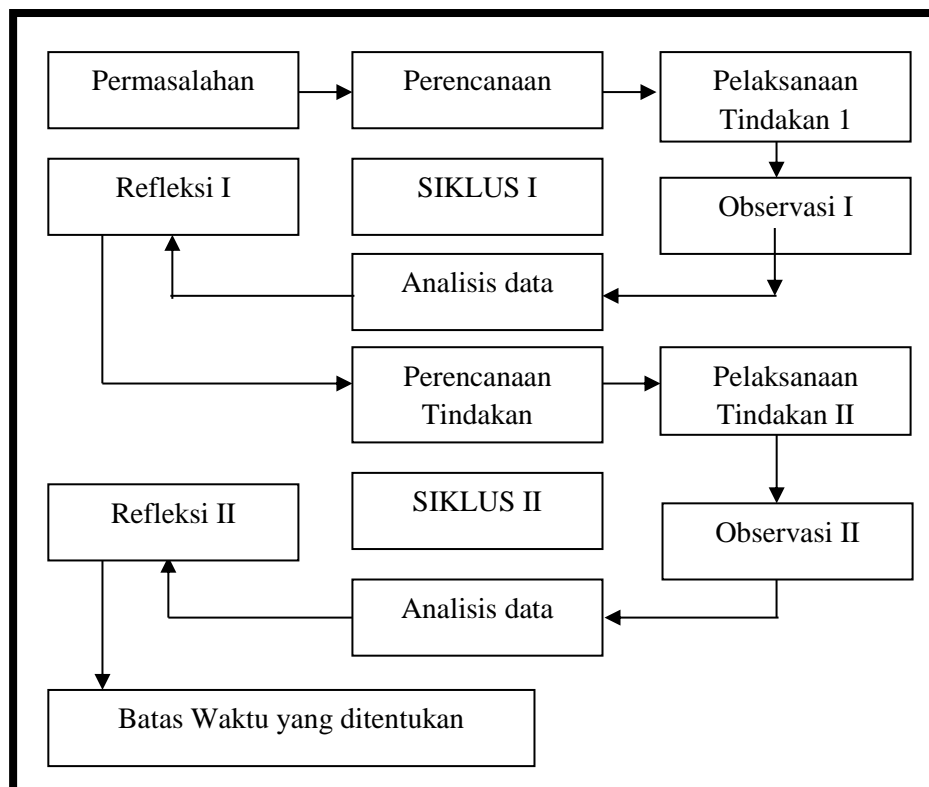 Permasalahan
Perencanaan
Pelaksanaan
Tindakan 1
Refleksi I
SIKLUS I
Observasi I
Analisis data
Perencanaan
Tindakan
Pelaksanaan
Tindakan II
Refleksi II
SIKLUS II
Observasi II
Analisis data
Batas Waktu yang ditentukan